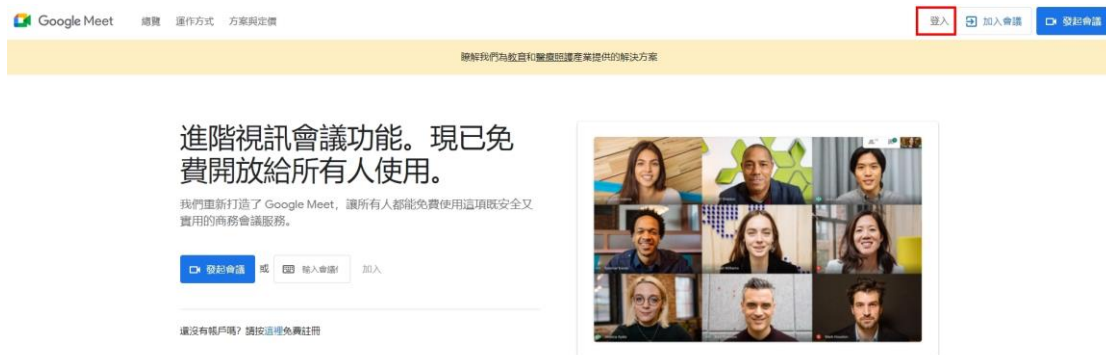 Google Meet 總覽 運作方式 方案與定價 登入 加入會議 發起會議
瞭解我們為教育和醫療照護產業提供的解決方案
進階視訊會議功能。現已免
費開放給所有人使用。
我們重新打造了 Google Meet，讓所有人都能免費使用這項既安全又
實用的商務會議服務。
發起會議 或 輸入會議 加入
還沒有帳戶嗎？請按這裡免費註冊